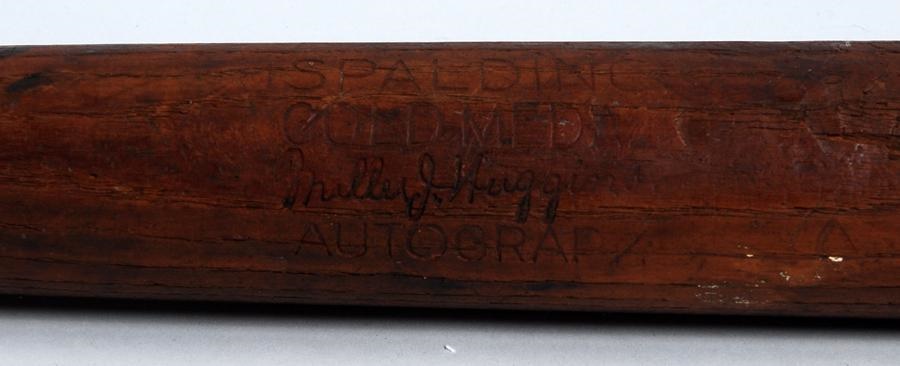 SPALDING
GOLD MEDAL
Miller J. Huggins
AUTOGRAPH